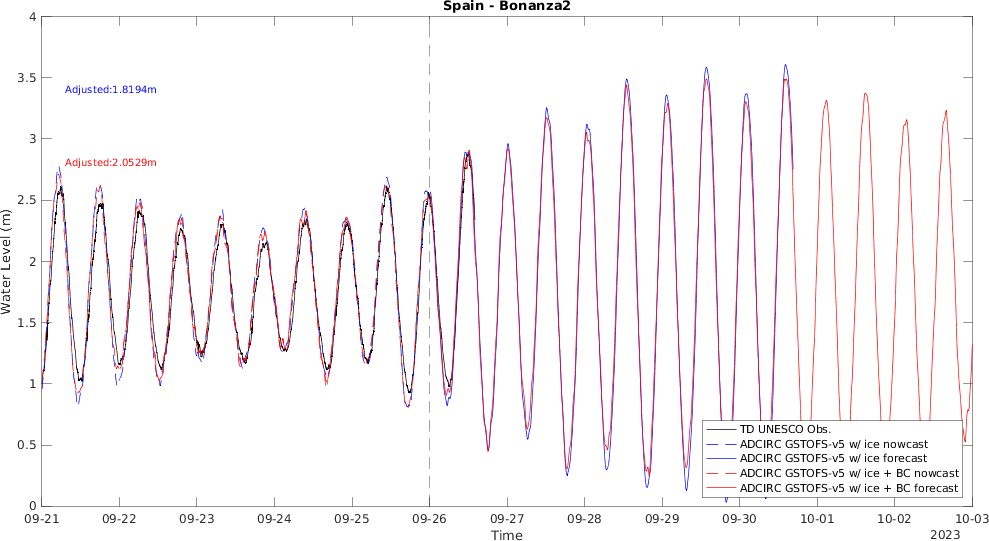 Spain - Bonanza2
4
3.5
3
2.5
2
1.5
1
0.5
0
Water Level (m)
Adjusted:1.8194m
Adjusted:2.0529m
TD UNESCO Obs.
ADCIRC GSTOFS-v5 w/ ice nowcast
ADCIRC GSTOFS-v5 w/ ice forecast
ADCIRC GSTOFS-v5 w/ ice + BC nowcast
ADCIRC GSTOFS-v5 w/ ice + BC forecast
09-21 09-22 09-23 09-24 09-25 09-26 09-27 09-28 09-29 09-30 10-01 10-02 10-03
Time
2023